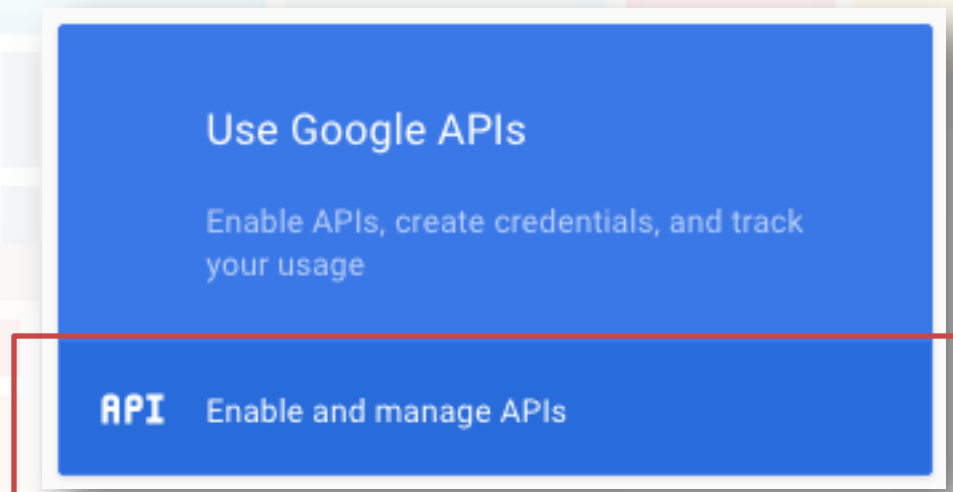 Use Google APIs
Enable APIs, create credentials, and track
your usage
API Enable and manage APIs